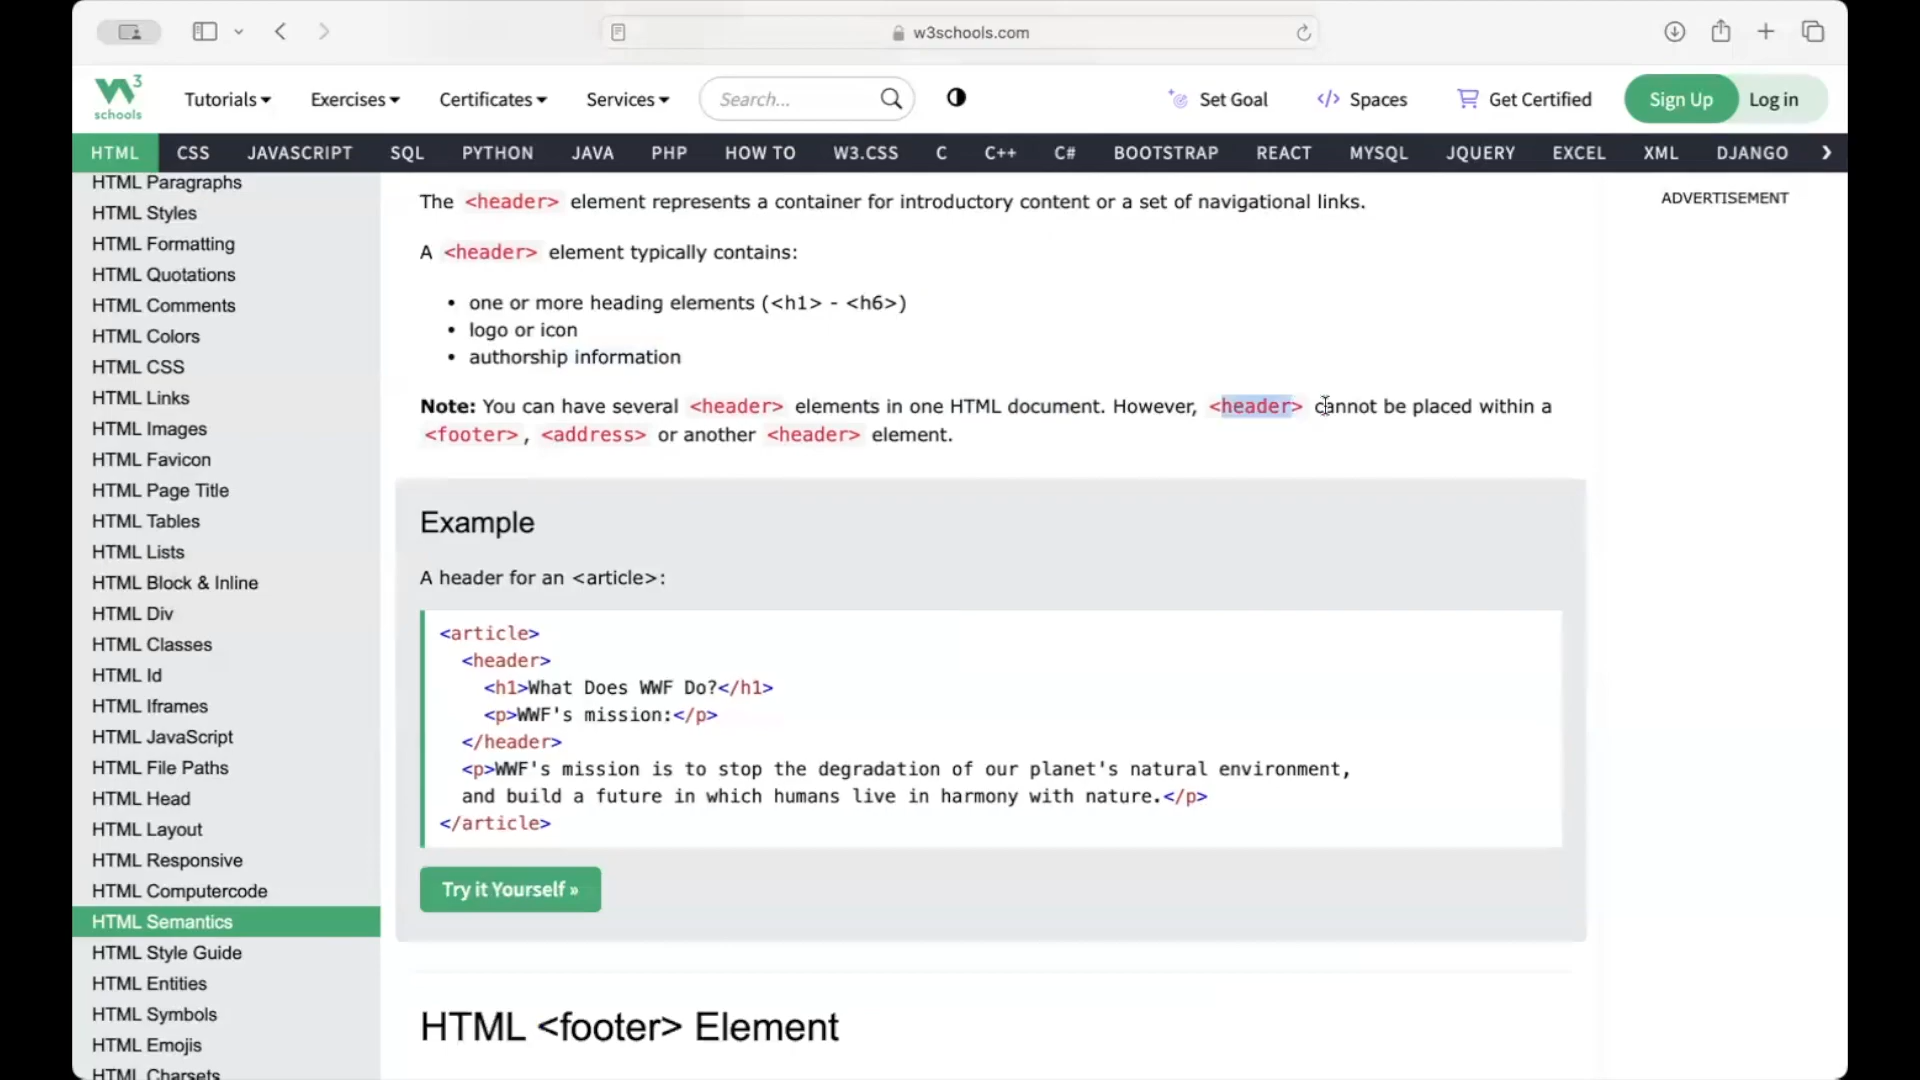 w3schools.com
W3 schools
Tutorials
Exercises
Certificates
Services
Search...
Set Goal
</> Spaces
Get Certified
Sign Up
Log in
HTML CSS JAVASCRIPT SQL PYTHON JAVA PHP HOW TO W3.CSS C C++ C# BOOTSTRAP REACT MYSQL JQUERY EXCEL XML DJANGO ❯
HTML Paragraphs
HTML Styles
HTML Formatting
HTML Quotations
HTML Comments
HTML Colors
HTML CSS
HTML Links
HTML Images
HTML Favicon
HTML Page Title
HTML Tables
HTML Lists
HTML Block & Inline
HTML Div
HTML Classes
HTML Id
HTML Iframes
HTML JavaScript
HTML File Paths
HTML Head
HTML Layout
HTML Responsive
HTML Computercode
HTML Semantics
HTML Style Guide
HTML Entities
HTML Symbols
HTML Emojis
HTML Charsets
The <header> element represents a container for introductory content or a set of navigational links.
A <header> element typically contains:
• one or more heading elements (<h1> - <h6>)
• logo or icon
• authorship information
Note: You can have several <header> elements in one HTML document. However, <header> cannot be placed within a
<footer>, <address> or another <header> element.
Example
A header for an <article>:
<article>
<header>
<h1>What Does WWF Do?</h1>
<p>WWF's mission:</p>
</header>
<p>WWF's mission is to stop the degradation of our planet's natural environment,
and build a future in which humans live in harmony with nature.</p>
</article>
Try it Yourself »
HTML <footer> Element
ADVERTISEMENT